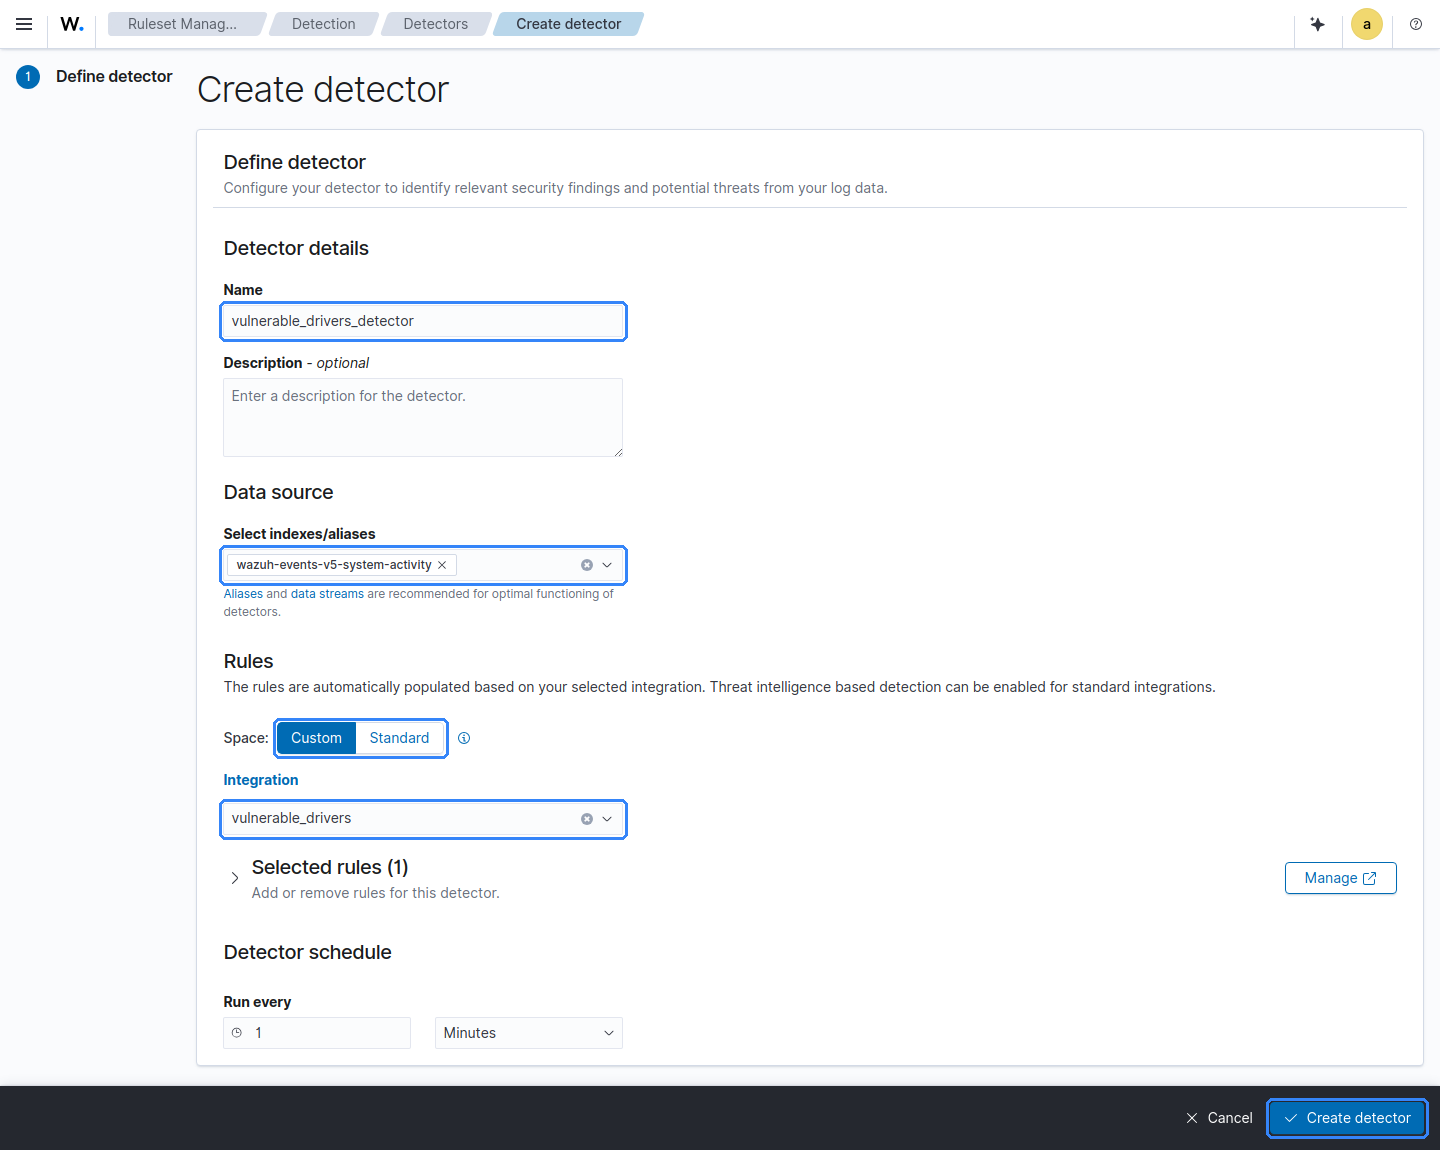 W.
Ruleset Manag...
Detection
Detectors
Create detector
a
1
Define detector
Create detector
Define detector
Configure your detector to identify relevant security findings and potential threats from your log data.
Detector details
Name
vulnerable_drivers_detector
Description - optional
Enter a description for the detector.
Data source
Select indexes/aliases
wazuh-events-v5-system-activity
Aliases and data streams are recommended for optimal functioning of
detectors.
Rules
The rules are automatically populated based on your selected integration. Threat intelligence based detection can be enabled for standard integrations.
Space: Custom Standard
Integration
vulnerable_drivers
Selected rules (1)
Add or remove rules for this detector.
Manage
Detector schedule
Run every
1 Minutes
Cancel Create detector